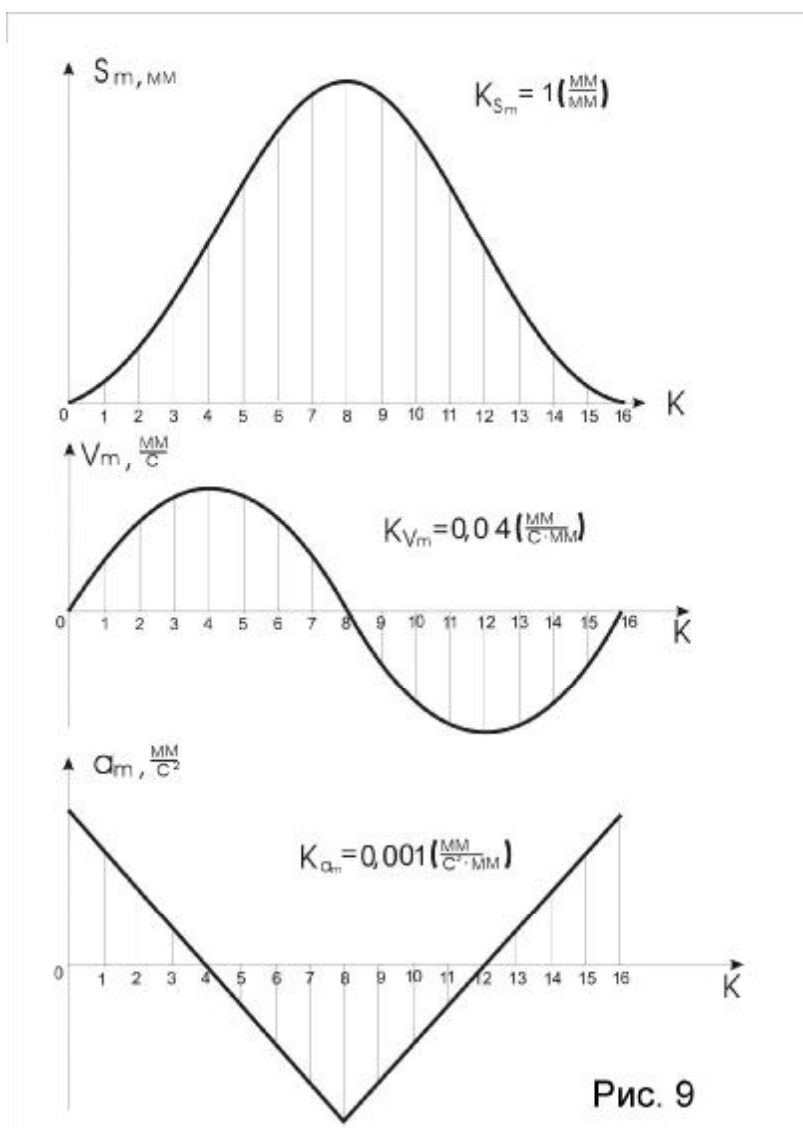 Sm, мм
K_Sm = 1(мм/мм)
0 1 2 3 4 5 6 7 8 9 10 11 12 13 14 15 16 K
Vm, мм/с
K_Vm = 0,04(мм/с·мм)
0 1 2 3 4 5 6 7 8 9 10 11 12 13 14 15 16 K
am, мм/с²
K_am = 0,001(мм/с²·мм)
0 1 2 3 4 5 6 7 8 9 10 11 12 13 14 15 16 K
Рис. 9